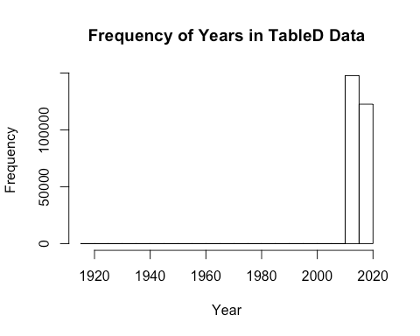 Frequency of Years in TableD Data
Frequency
100000
50000
0
1920 1940 1960 1980 2000 2020
Year